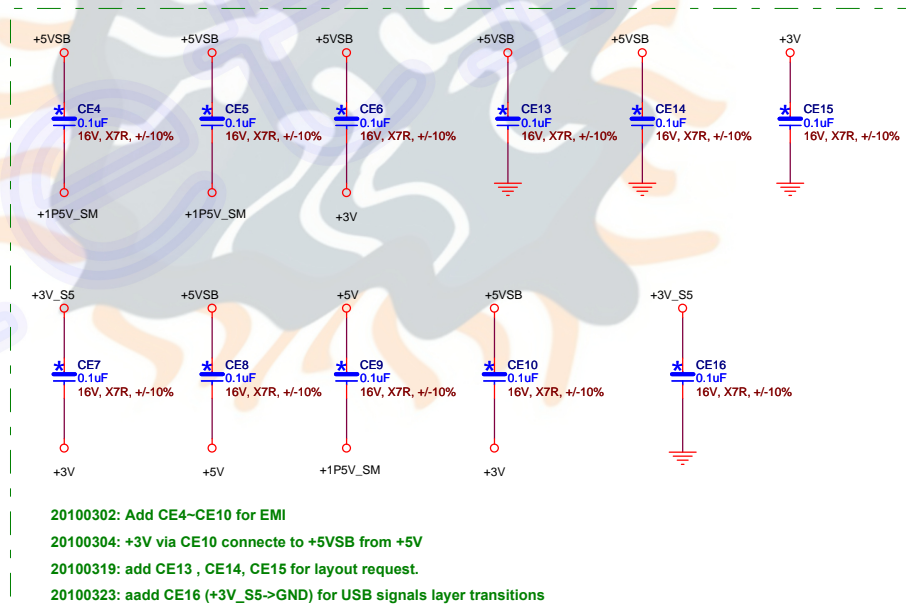 +5VSB +5VSB +5VSB +5VSB +5VSB +3V
* CE4 * CE5 * CE6 * CE13 * CE14 * CE15
0.1uF 0.1uF 0.1uF 0.1uF 0.1uF 0.1uF
16V, X7R, +/-10% 16V, X7R, +/-10% 16V, X7R, +/-10% 16V, X7R, +/-10% 16V, X7R, +/-10% 16V, X7R, +/-10%
+1P5V_SM +1P5V_SM +3V
+3V_S5 +5VSB +5V +5VSB +3V_S5
* CE7 * CE8 * CE9 * CE10 * CE16
0.1uF 0.1uF 0.1uF 0.1uF 0.1uF
16V, X7R, +/-10% 16V, X7R, +/-10% 16V, X7R, +/-10% 16V, X7R, +/-10% 16V, X7R, +/-10%
+3V +5V +1P5V_SM +3V
20100302: Add CE4~CE10 for EMI
20100304: +3V via CE10 connecte to +5VSB from +5V
20100319: add CE13 , CE14, CE15 for layout request.
20100323: aadd CE16 (+3V_S5->GND) for USB signals layer transitions